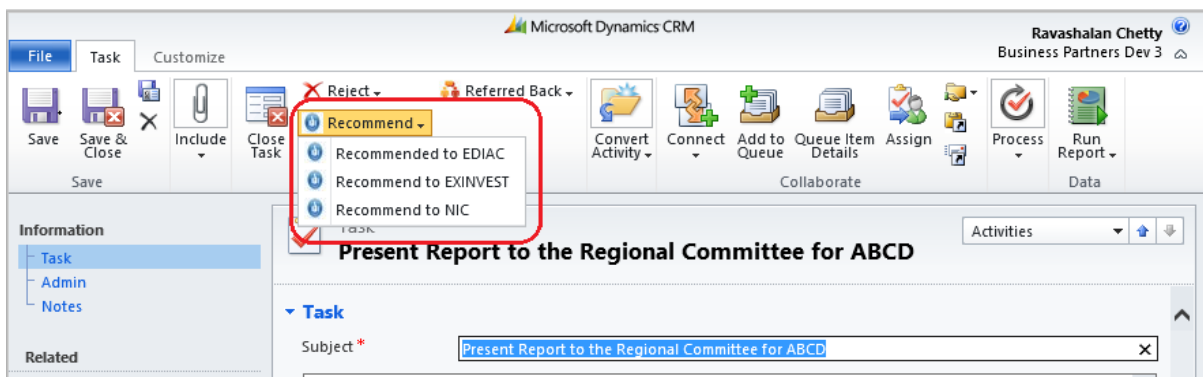 Microsoft Dynamics CRM
Ravashalan Chetty
Business Partners Dev 3
File Task Customize
Save
Save & Close
Include
Close Task
Reject
Recommend
Referred Back
Recommended to EDIAC
Recommend to EXINVEST
Recommend to NIC
Convert Activity
Connect
Add to Queue
Queue Item Details
Assign
Process
Run Report
Save
Collaborate
Data
Information
Task
Admin
Notes
Related
Task
Present Report to the Regional Committee for ABCD
Activities
Task
Subject *
Present Report to the Regional Committee for ABCD